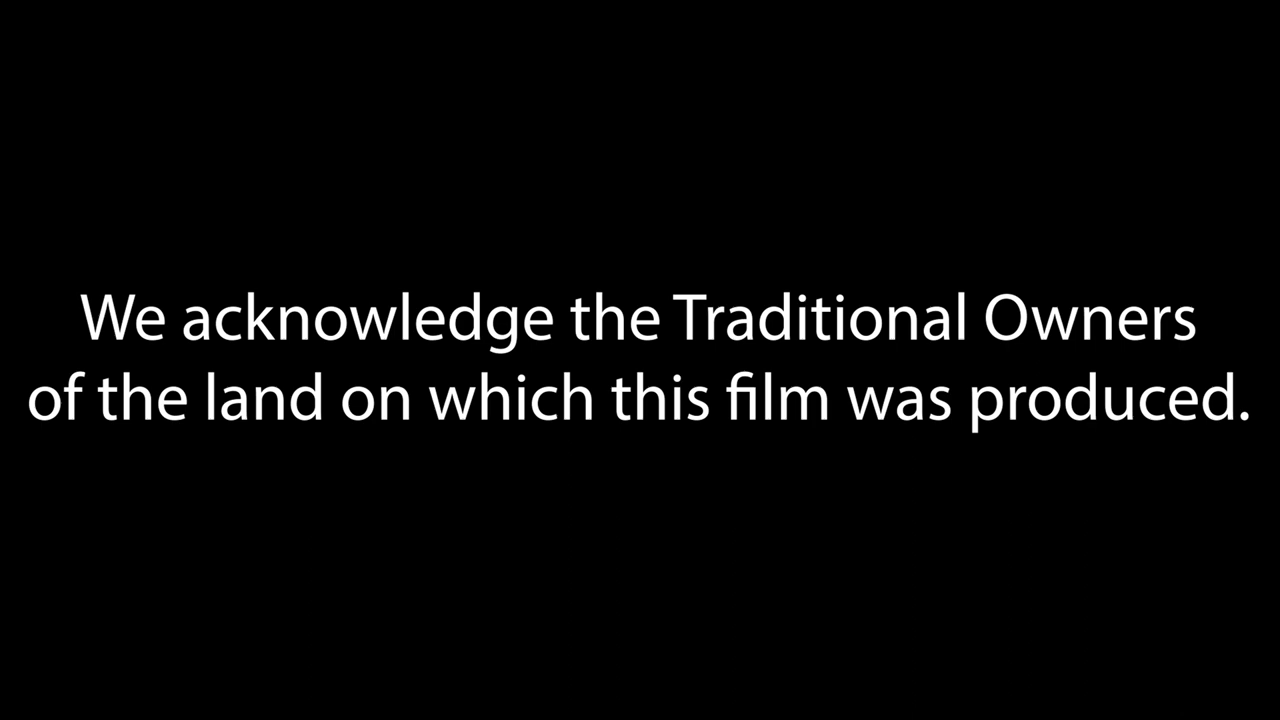 We acknowledge the Traditional Owners
of the land on which this film was produced.